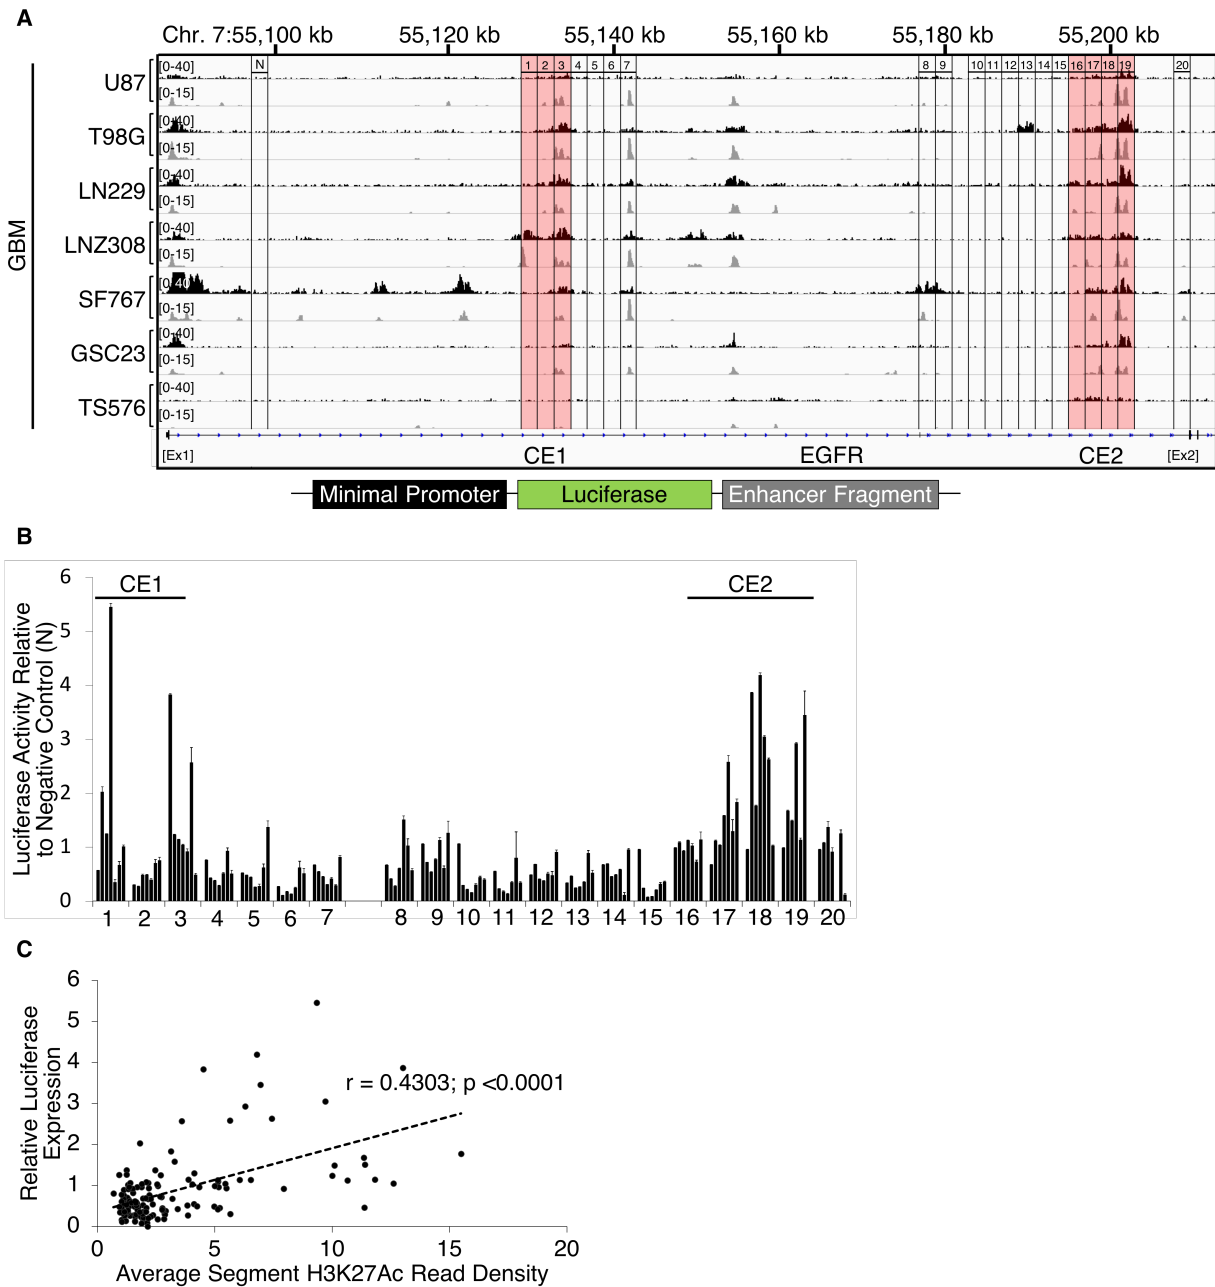 A
Chr. 7:55,100 kb 55,120 kb 55,140 kb 55,160 kb 55,180 kb 55,200 kb
N 1 2 3 4 5 6 7 8 9 10 11 12 13 14 15 16 17 18 19 20
GBM
U87 [0-40]
[0-15]
T98G [0-40]
[0-15]
LN229 [0-40]
[0-15]
LNZ308 [0-40]
[0-15]
SF767 [0-40]
[0-15]
GSC23 [0-40]
[0-15]
TS576 [0-40]
[0-15]
[Ex1] CE1 EGFR CE2 [Ex2]
Minimal Promoter Luciferase Enhancer Fragment
B
Luciferase Activity Relative
to Negative Control (N)
6
5
4
3
2
1
0
CE1 CE2
1 2 3 4 5 6 7 8 9 10 11 12 13 14 15 16 17 18 19 20
C
Relative Luciferase
Expression
6
5
4
3
2
1
0
r = 0.4303; p <0.0001
0 5 10 15 20
Average Segment H3K27Ac Read Density